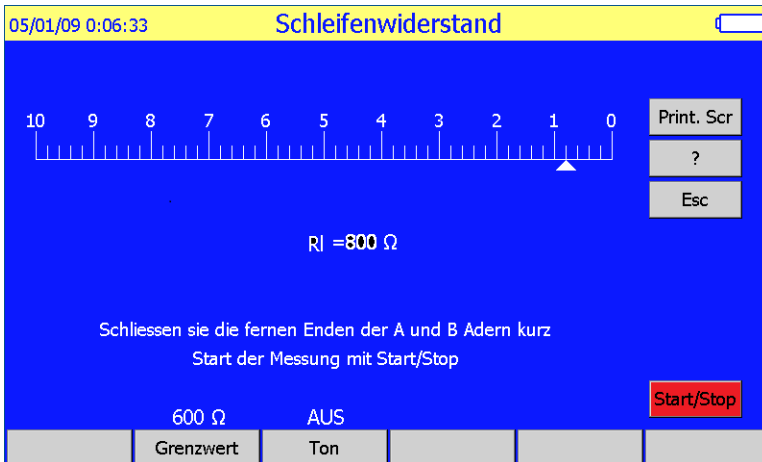 05/01/09 0:06:33
Schleifenwiderstand
10 9 8 7 6 5 4 3 2 1 0
Print. Scr
?
Esc
Rl =800 Ω
Schliessen sie die fernen Enden der A und B Adern kurz
Start der Messung mit Start/Stop
Start/Stop
600 Ω AUS
Grenzwert Ton